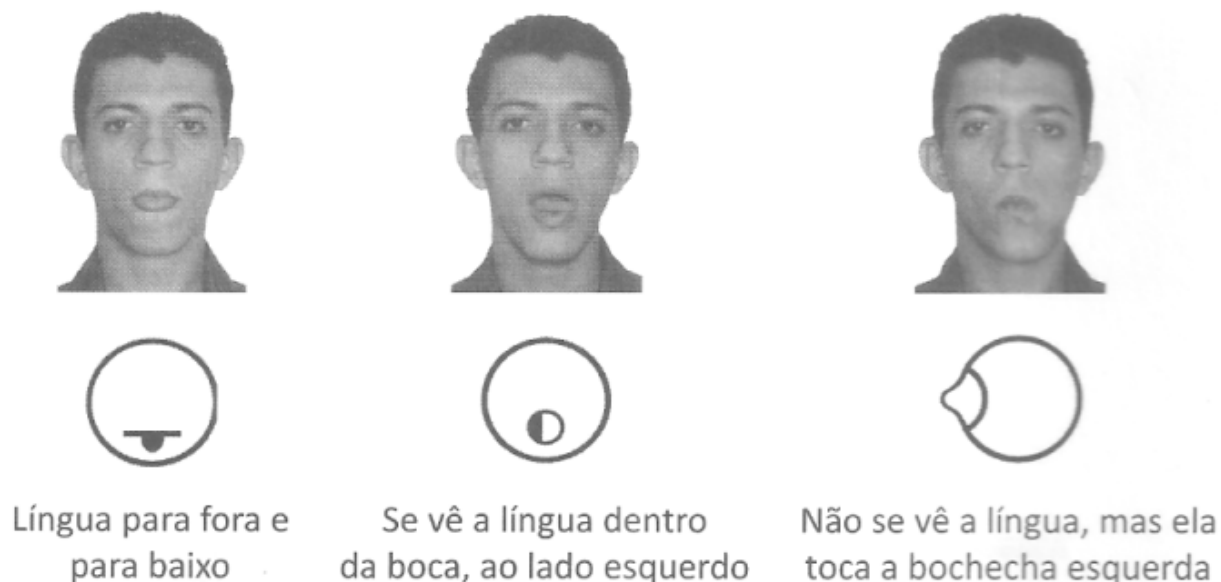 Língua para fora e
para baixo
Se vê a língua dentro
da boca, ao lado esquerdo
Não se vê a língua, mas ela
toca a bochecha esquerda